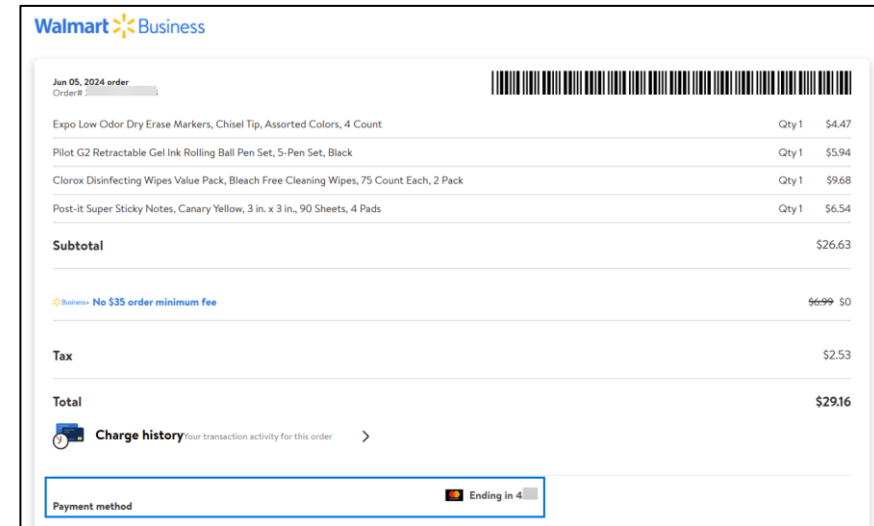 Walmart Business
Jun 05, 2024 order
Order#
Expo Low Odor Dry Erase Markers, Chisel Tip, Assorted Colors, 4 Count Qty 1 $4.47
Pilot G2 Retractable Gel Ink Rolling Ball Pen Set, 5-Pen Set, Black Qty 1 $5.94
Clorox Disinfecting Wipes Value Pack, Bleach Free Cleaning Wipes, 75 Count Each, 2 Pack Qty 1 $9.68
Post-it Super Sticky Notes, Canary Yellow, 3 in. x 3 in., 90 Sheets, 4 Pads Qty 1 $6.54
Subtotal $26.63
Business+ No $35 order minimum fee $6.99 $0
Tax $2.53
Total $29.16
Charge history Your transaction activity for this order
Ending in 4
Payment method